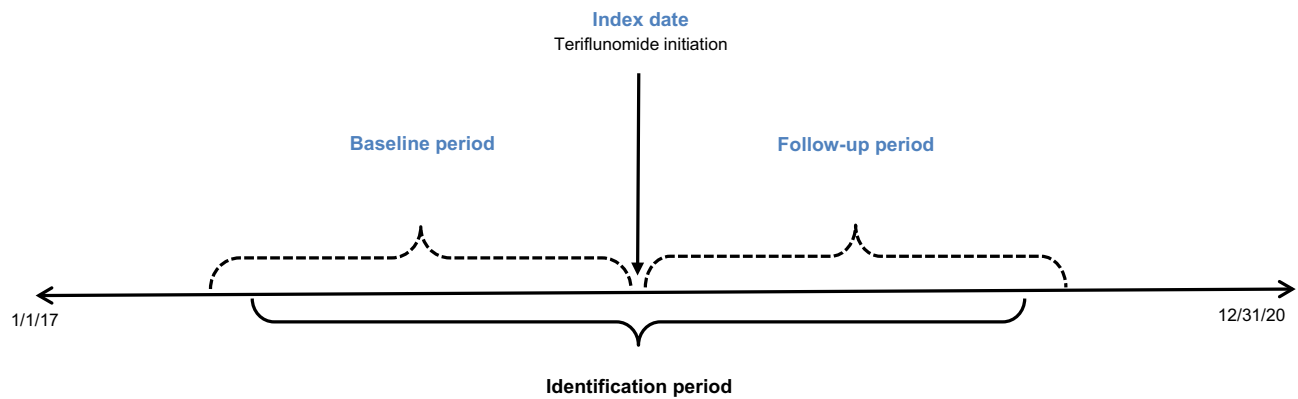 Index date
Teriflunomide initiation
Baseline period
Follow-up period
1/1/17
12/31/20
Identification period